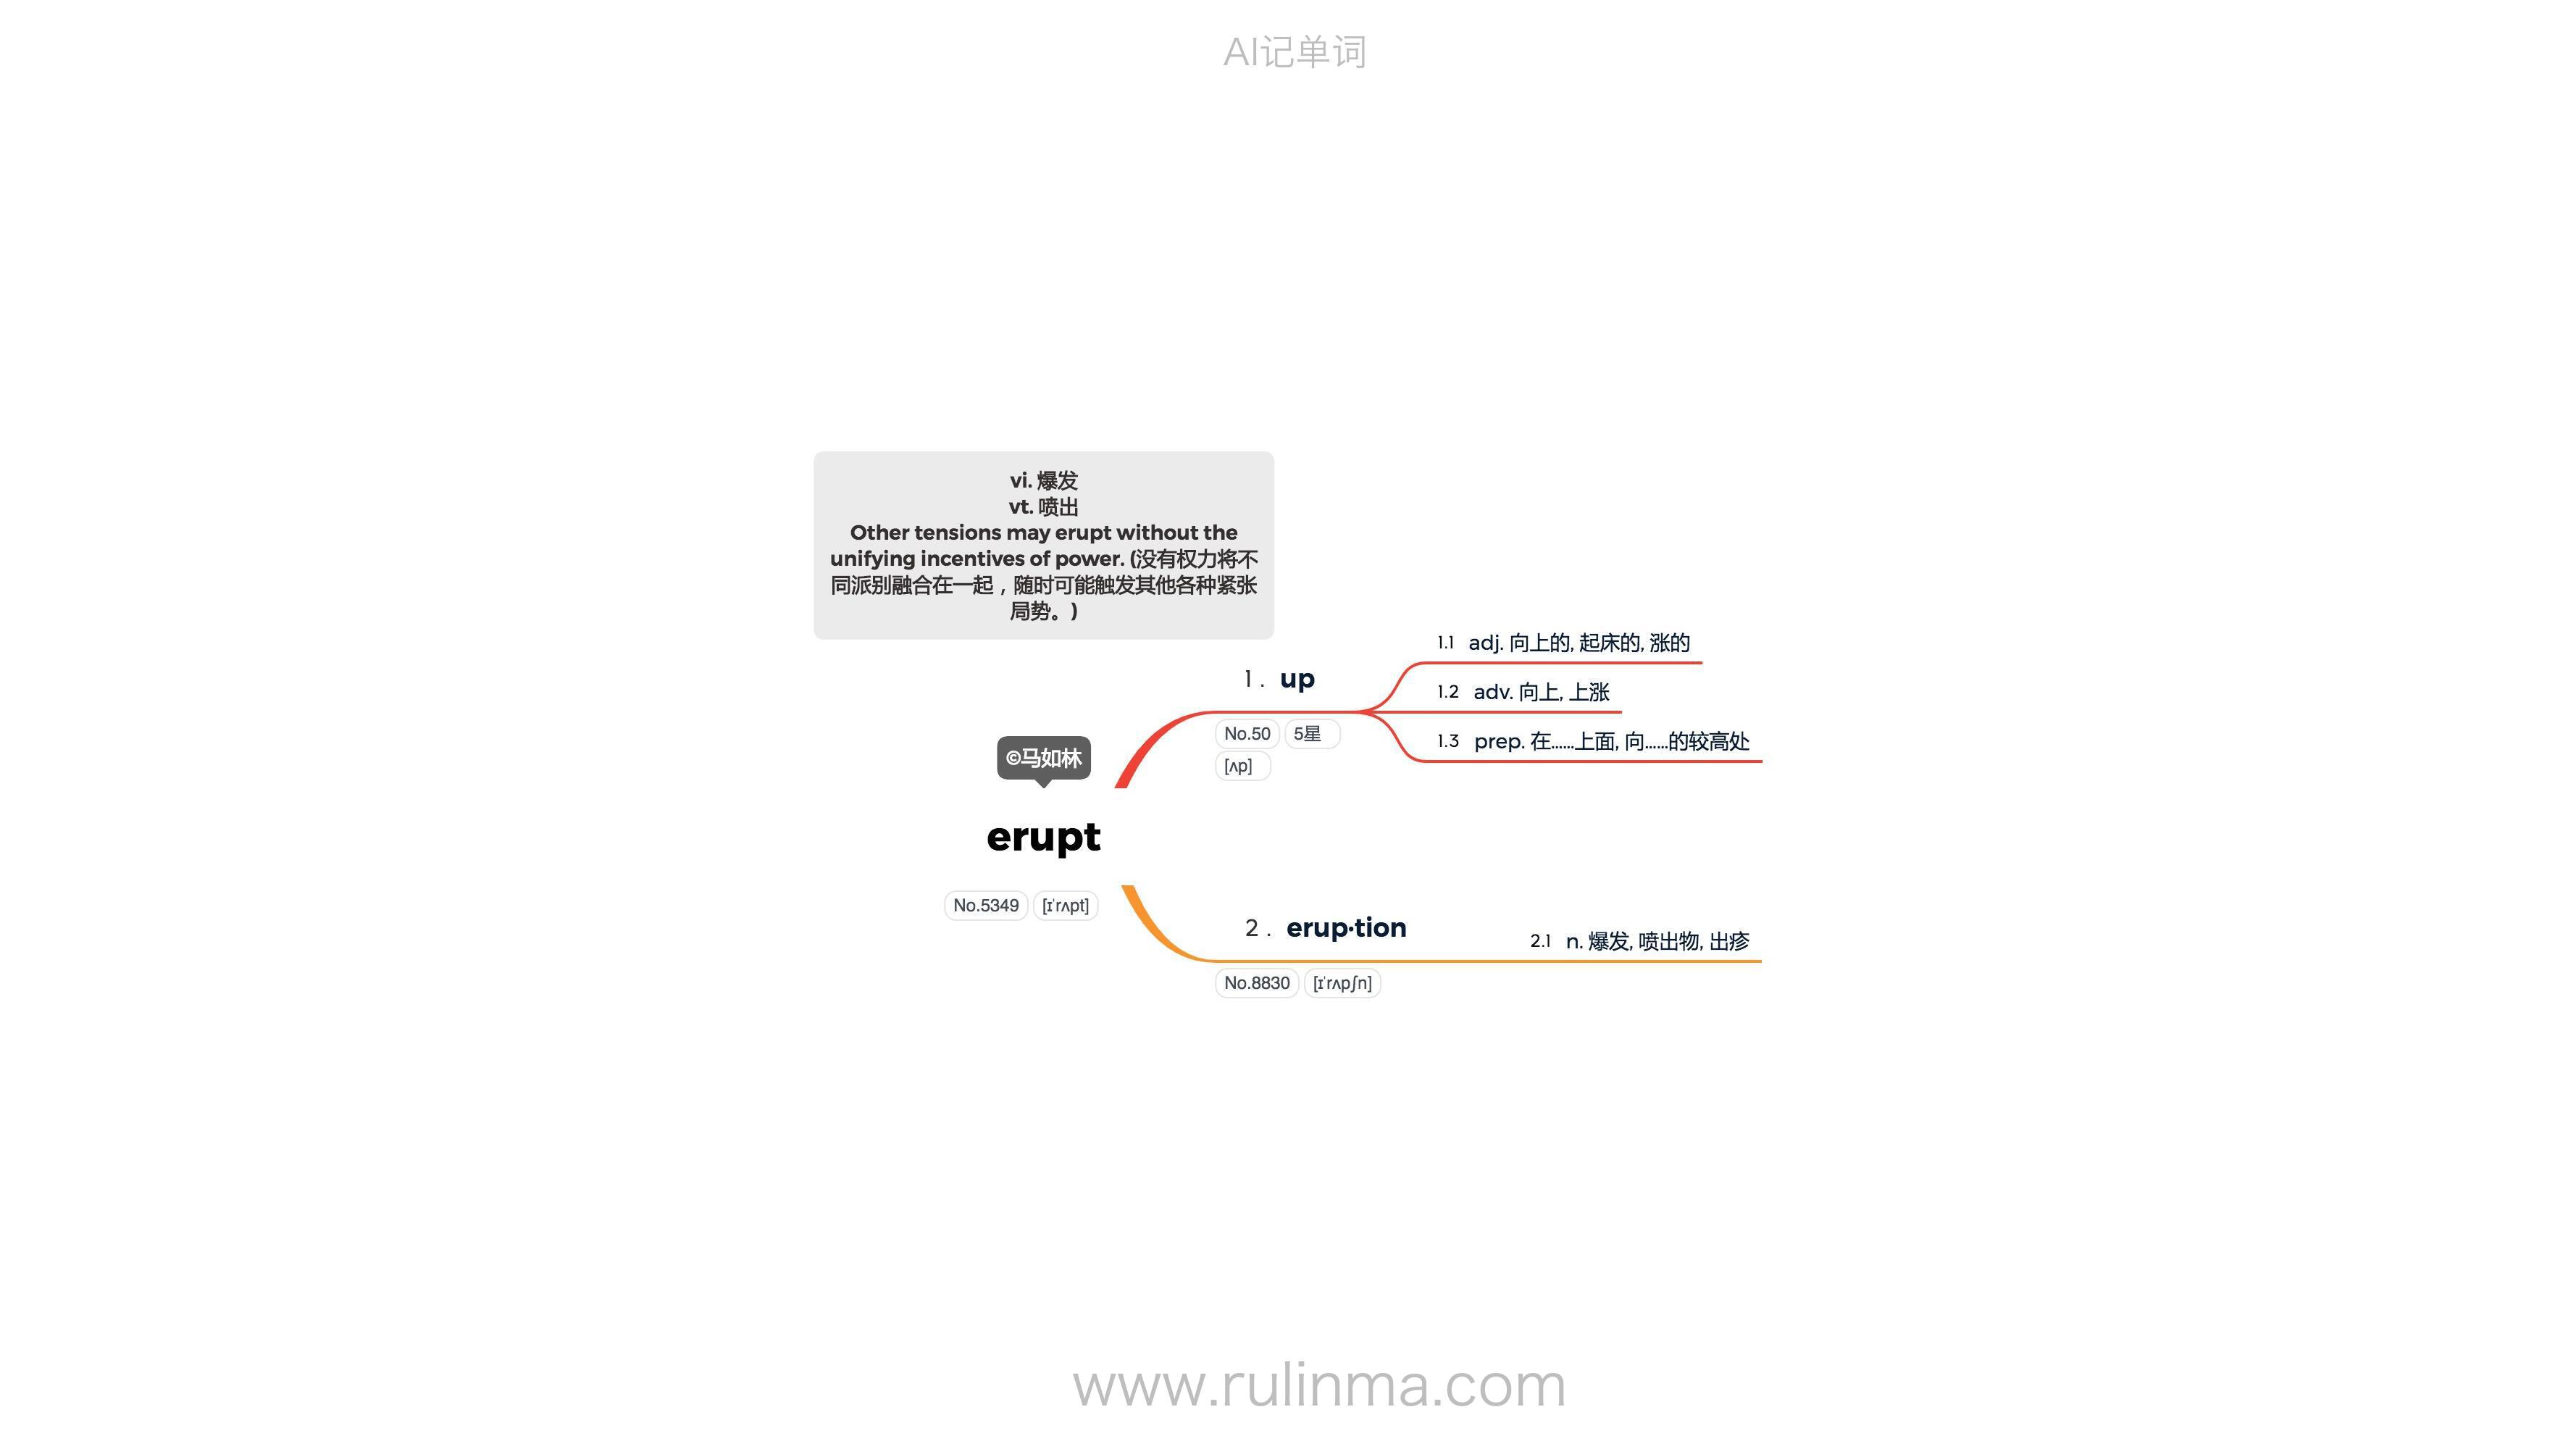 AI记单词
vi. 爆发
vt. 喷出
Other tensions may erupt without the
unifying incentives of power. (没有权力将不
同派别融合在一起，随时可能触发其他各种紧张
局势。)
1.1 adj. 向上的, 起床的, 涨的
1. up
1.2 adv. 向上, 上涨
No.50 5星
1.3 prep. 在……上面, 向……的较高处
[ʌp]
©马如林
erupt
No.5349 [ɪˈrʌpt]
2. erup·tion
2.1 n. 爆发, 喷出物, 出疹
No.8830 [ɪˈrʌpʃn]
www.rulinma.com